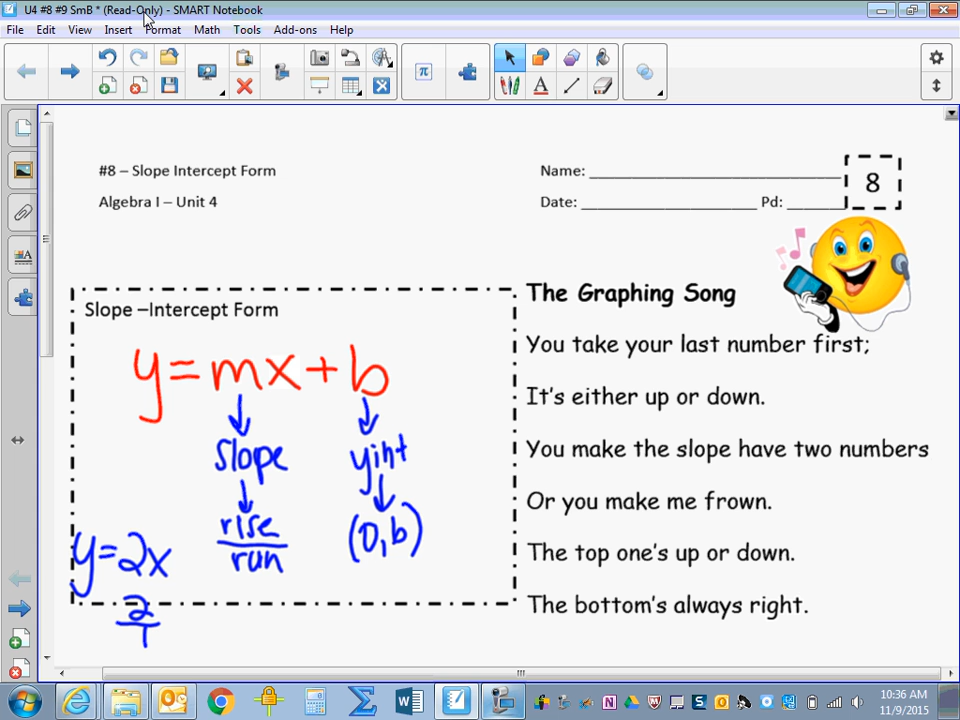 U4 #8 #9 SmB * (Read-Only) - SMART Notebook
File Edit View Insert Format Math Tools Add-ons Help
#8 – Slope Intercept Form
Name: ____________________
8
Algebra I – Unit 4
Date: ______________ Pd: _____
Slope –Intercept Form
y=mx+b
slope
yint
rise
run
(0,b)
y=2x
2
1
The Graphing Song
You take your last number first;
It's either up or down.
You make the slope have two numbers
Or you make me frown.
The top one's up or down.
The bottom's always right.
10:36 AM
11/9/2015